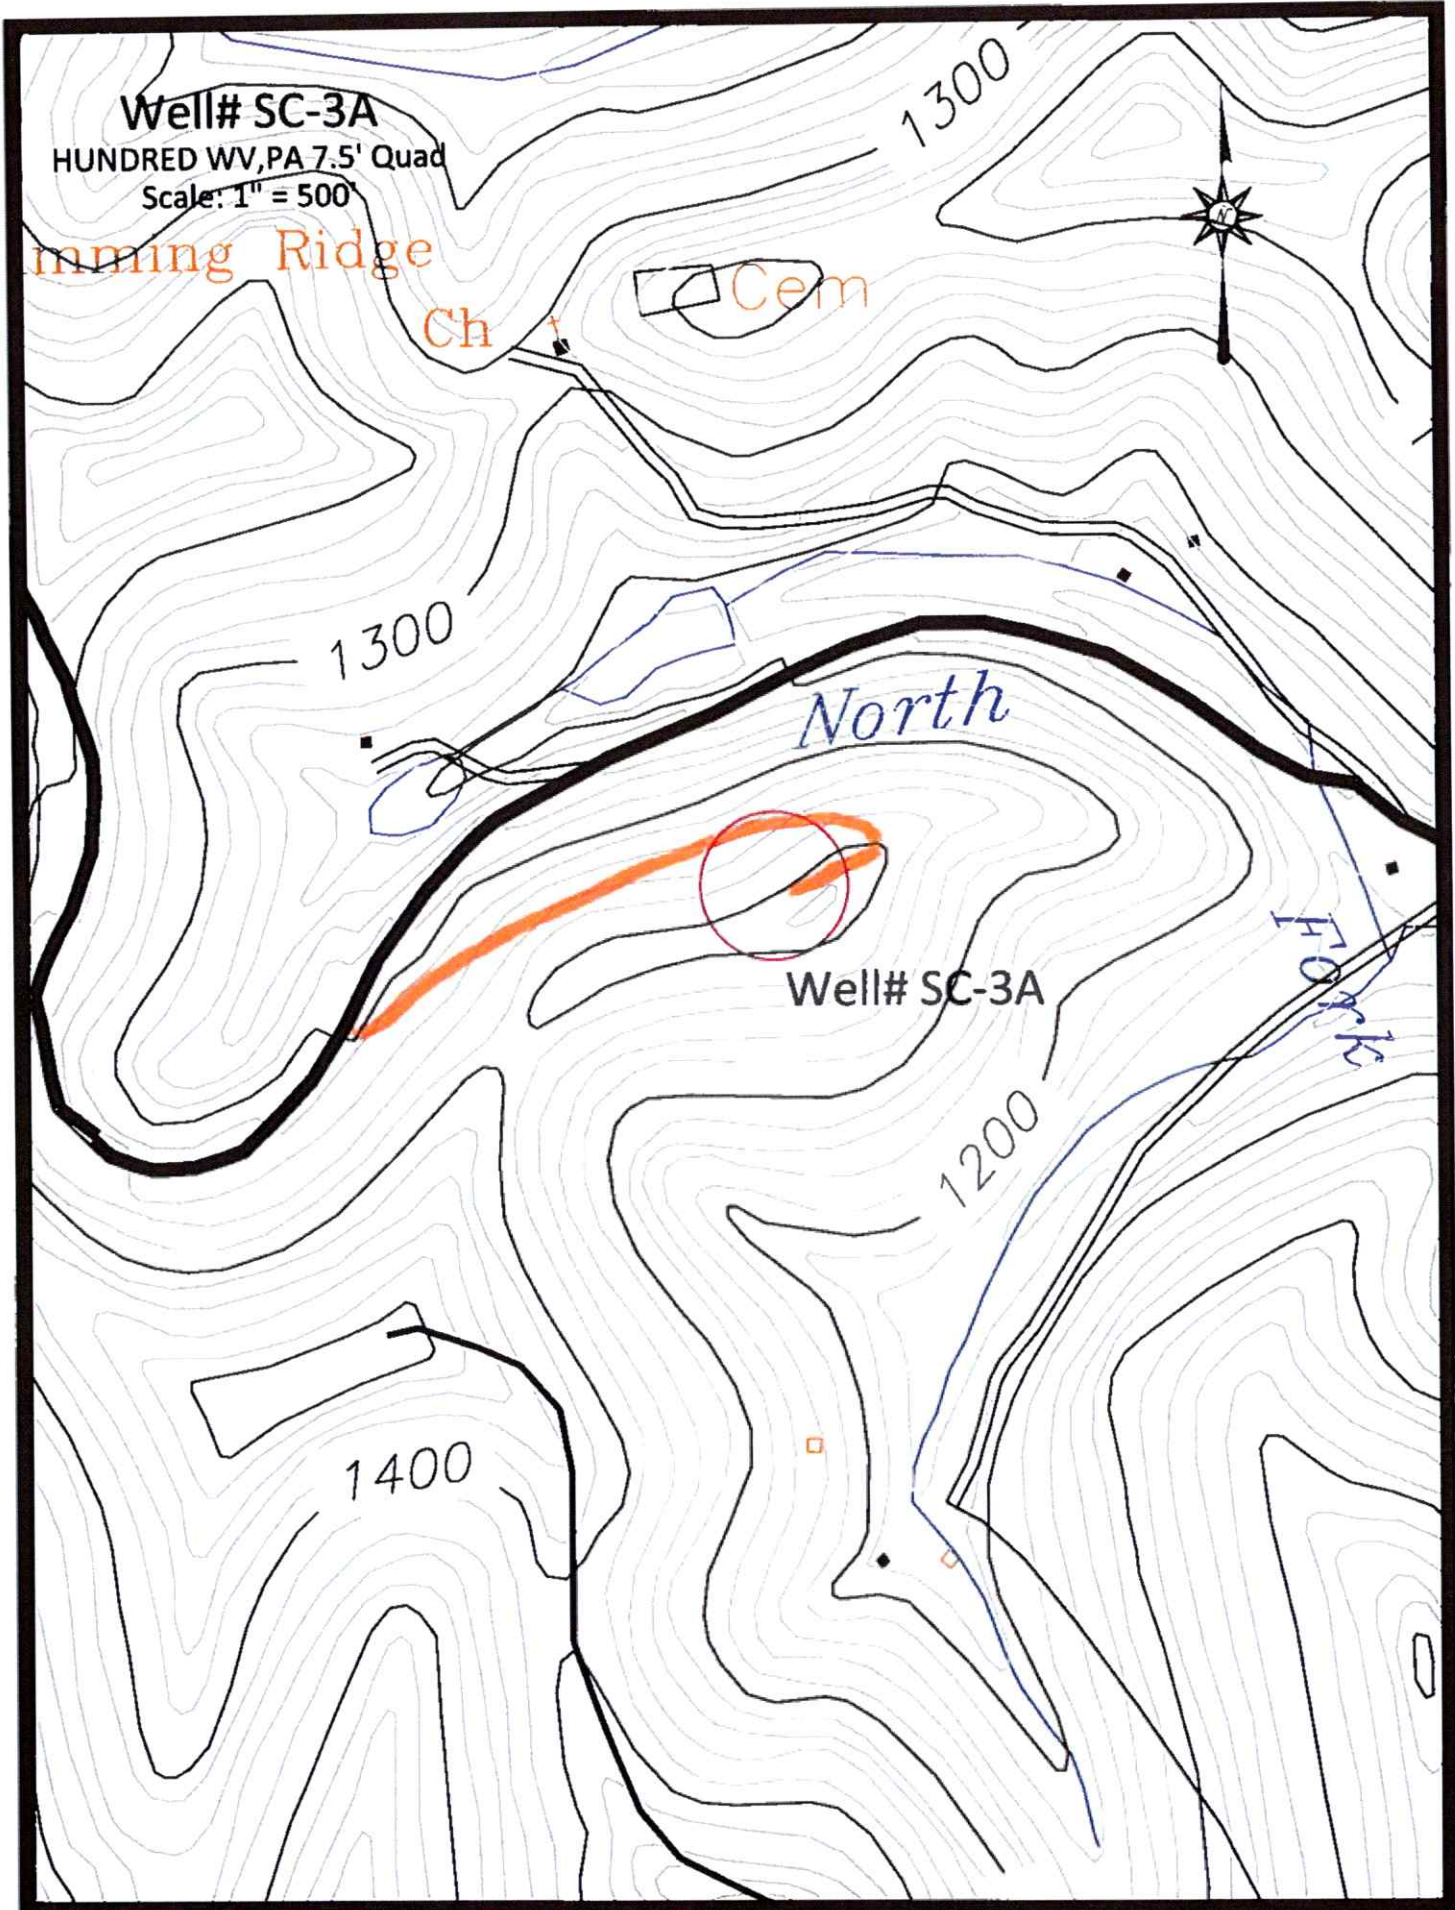 Well# SC-3A
HUNDRED WV,PA 7.5' Quad
Scale: 1" = 500'
1300
N
mming Ridge
Cem
Ch
1300
North
Fork
Well# SC-3A
1200
1400